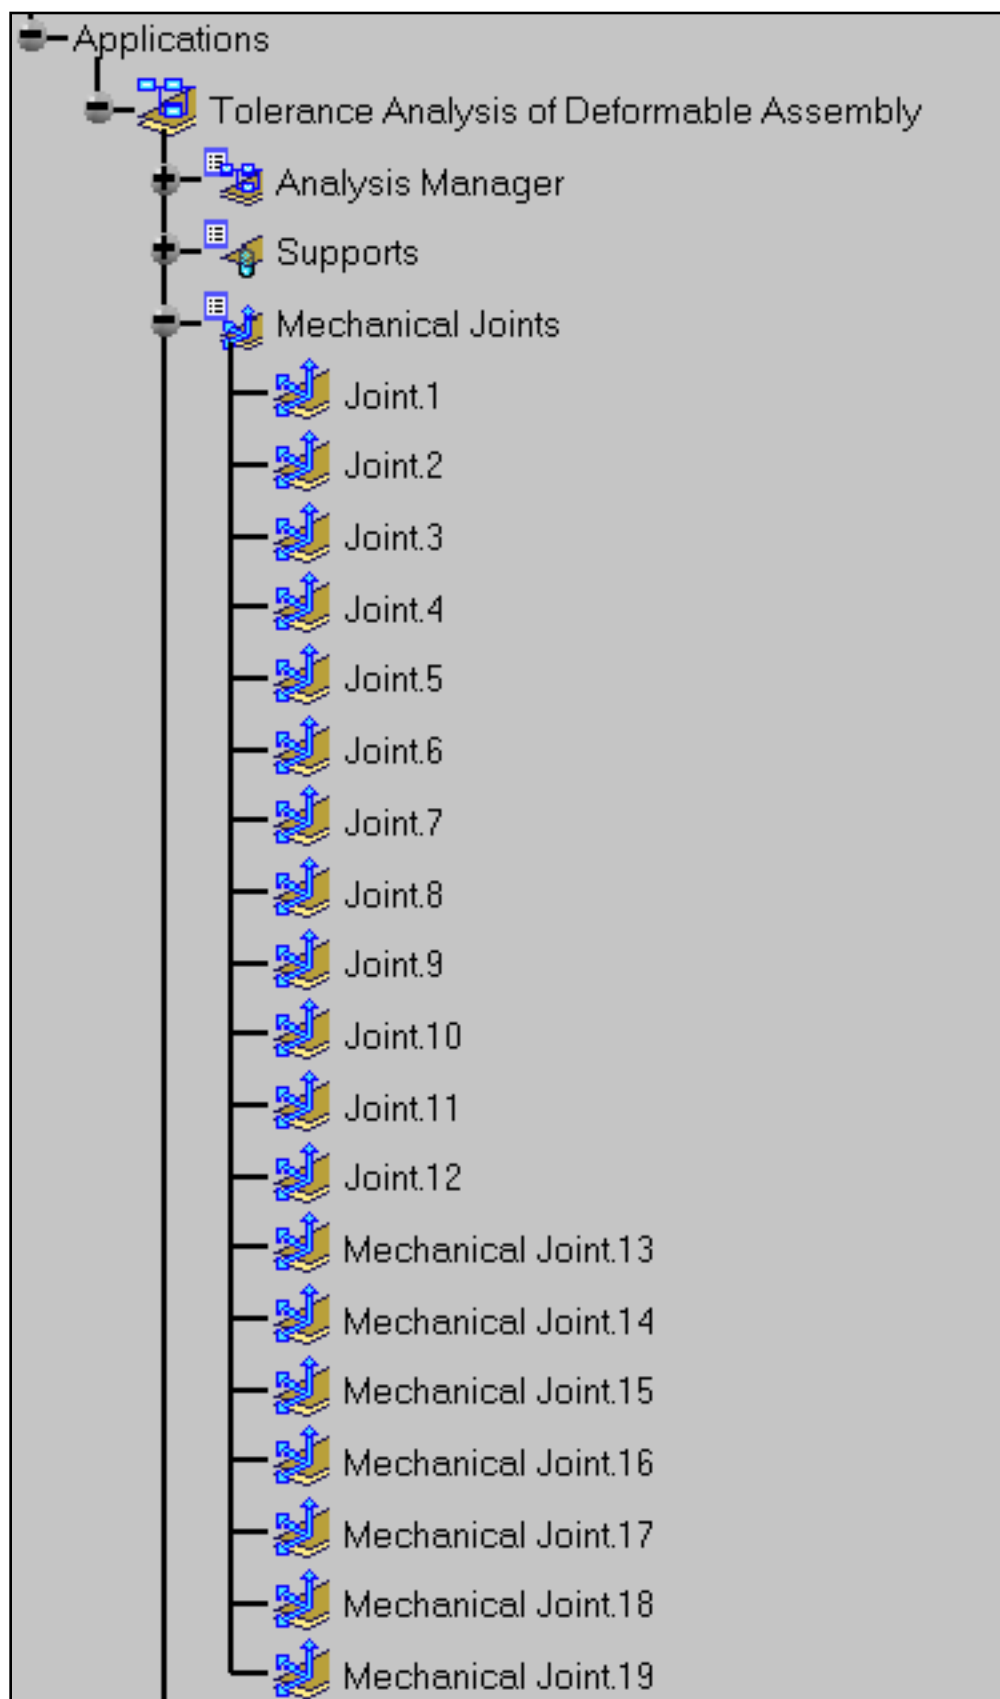 Applications
Tolerance Analysis of Deformable Assembly
Analysis Manager
Supports
Mechanical Joints
Joint.1
Joint.2
Joint.3
Joint.4
Joint.5
Joint.6
Joint.7
Joint.8
Joint.9
Joint.10
Joint.11
Joint.12
Mechanical Joint.13
Mechanical Joint.14
Mechanical Joint.15
Mechanical Joint.16
Mechanical Joint.17
Mechanical Joint.18
Mechanical Joint.19